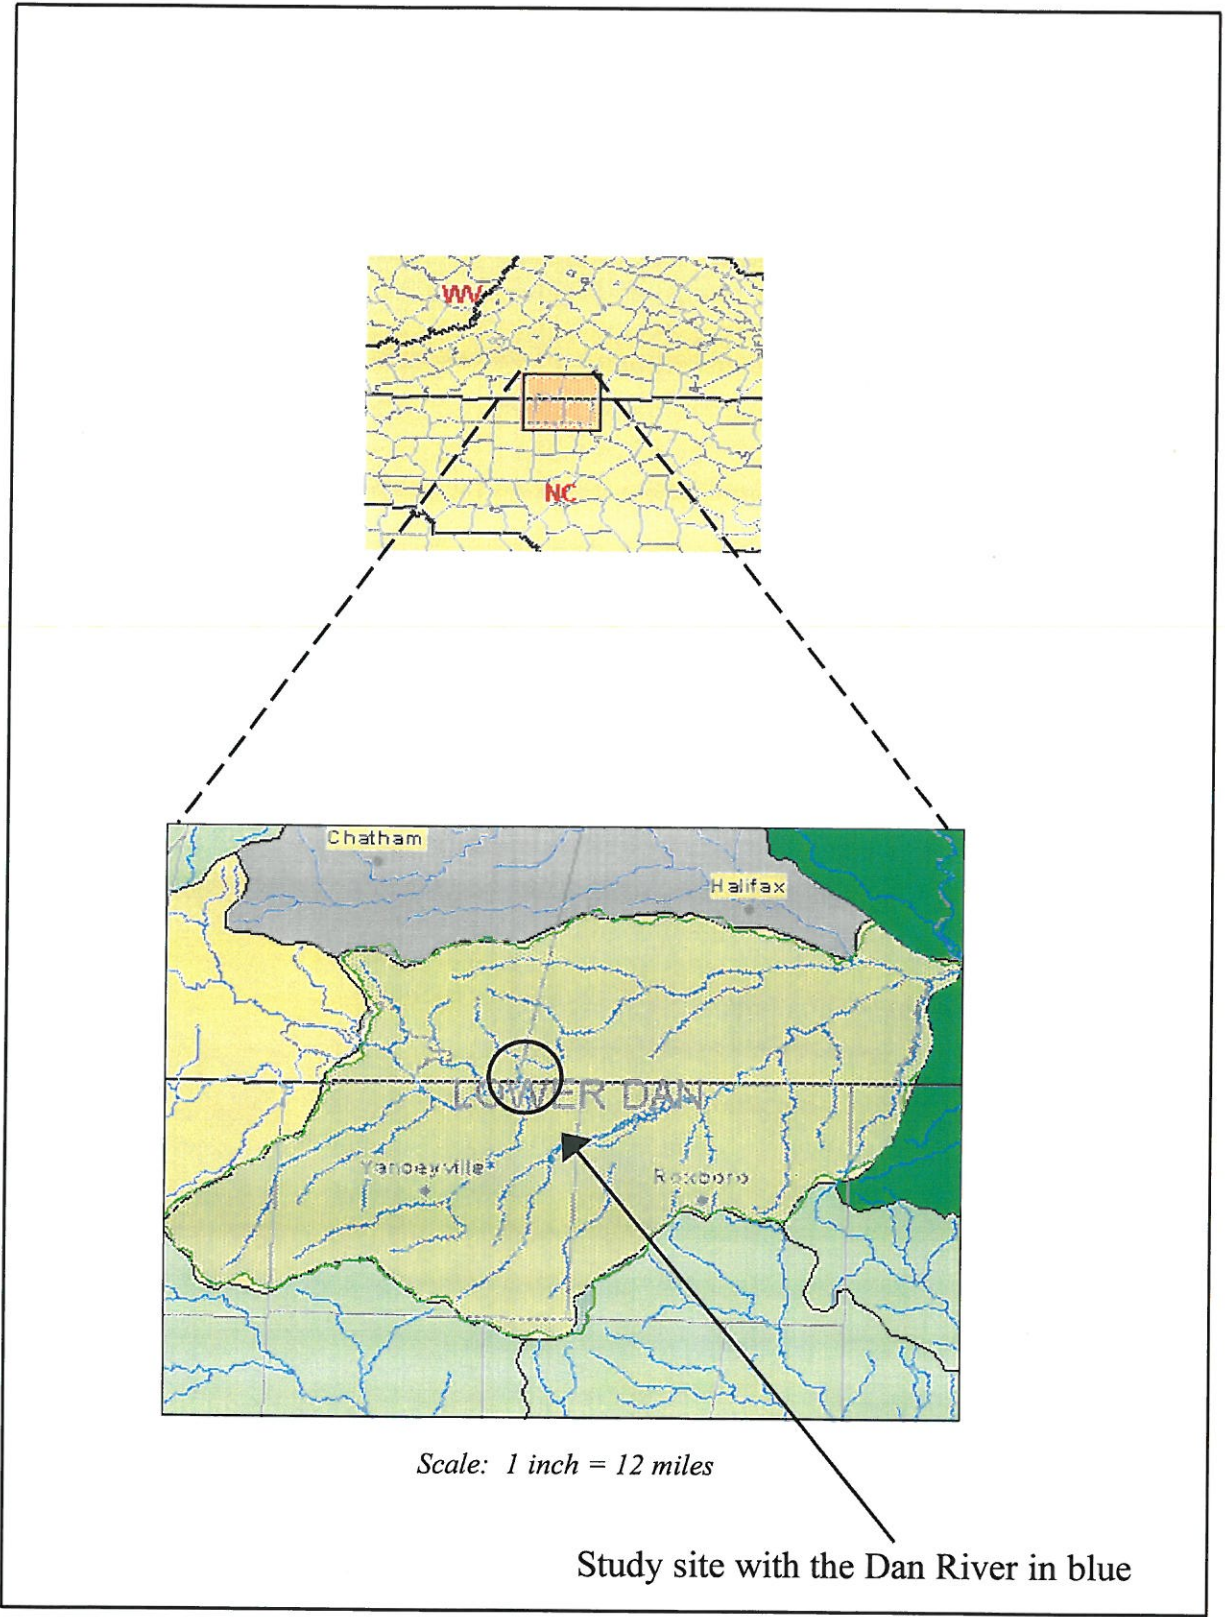 WV
NC
Chatham
Halifax
LOWER DAN
Yanceyville
Roxboro
Scale: 1 inch = 12 miles
Study site with the Dan River in blue